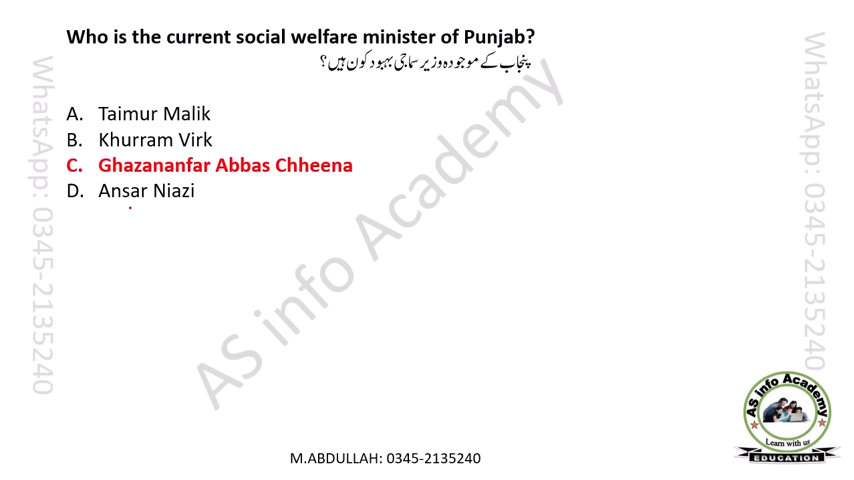 Who is the current social welfare minister of Punjab?
پنجاب کے موجودہ وزیر سماجی بہبود کون ہیں؟
A. Taimur Malik
B. Khurram Virk
C. Ghazananfar Abbas Chheena
D. Ansar Niazi
WhatsApp: 0345-2135240
AS info Academy
WhatsApp: 0345-2135240
AS info Academy
Learn with us
EDUCATION
M.ABDULLAH: 0345-2135240